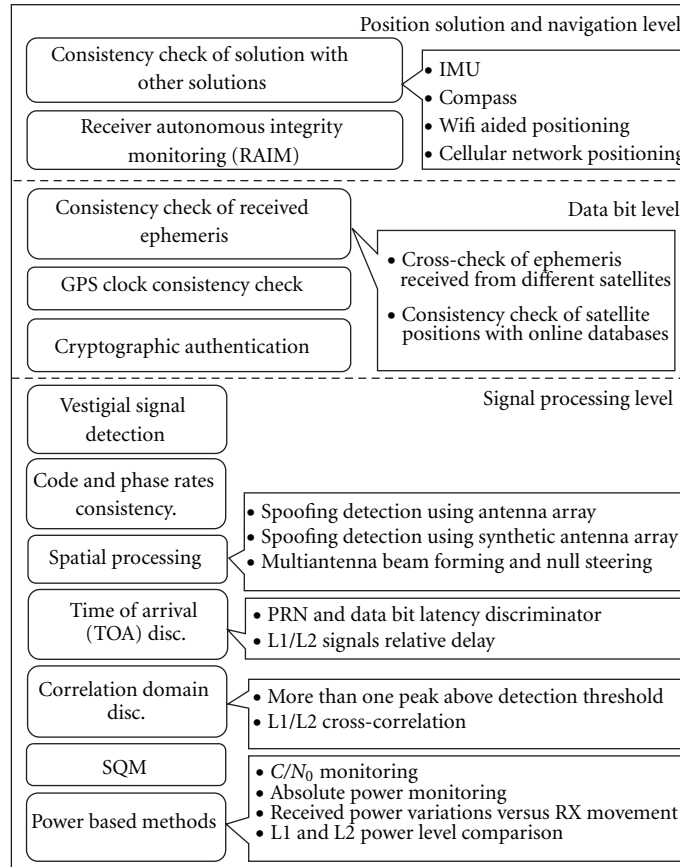 Position solution and navigation level
Consistency check of solution with
other solutions
• IMU
• Compass
• Wifi aided positioning
• Cellular network positioning
Receiver autonomous integrity
monitoring (RAIM)
Data bit level
Consistency check of received
ephemeris
• Cross-check of ephemeris
received from different satellites
• Consistency check of satellite
positions with online databases
GPS clock consistency check
Cryptographic authentication
Signal processing level
Vestigial signal
detection
Code and phase rates
consistency.
Spatial processing
• Spoofing detection using antenna array
• Spoofing detection using synthetic antenna array
• Multiantenna beam forming and null steering
Time of arrival
(TOA) disc.
• PRN and data bit latency discriminator
• L1/L2 signals relative delay
Correlation domain
disc.
• More than one peak above detection threshold
• L1/L2 cross-correlation
SQM
Power based methods
• C/N₀ monitoring
• Absolute power monitoring
• Received power variations versus RX movement
• L1 and L2 power level comparison